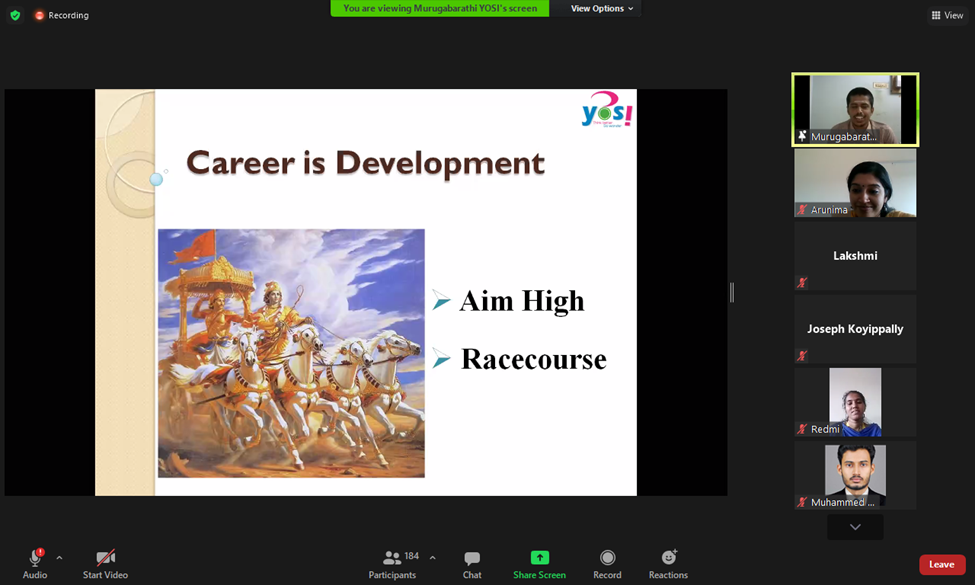 Recording
You are viewing Murugabarathi YOSI's screen
View Options
View
yosi
Career is Development
Aim High
Racecourse
Murugabarat...
Arunima
Lakshmi
Joseph Koyippally
Redmi
Muhammed ...
Audio
Start Video
184
Participants
Chat
Share Screen
Record
Reactions
Leave